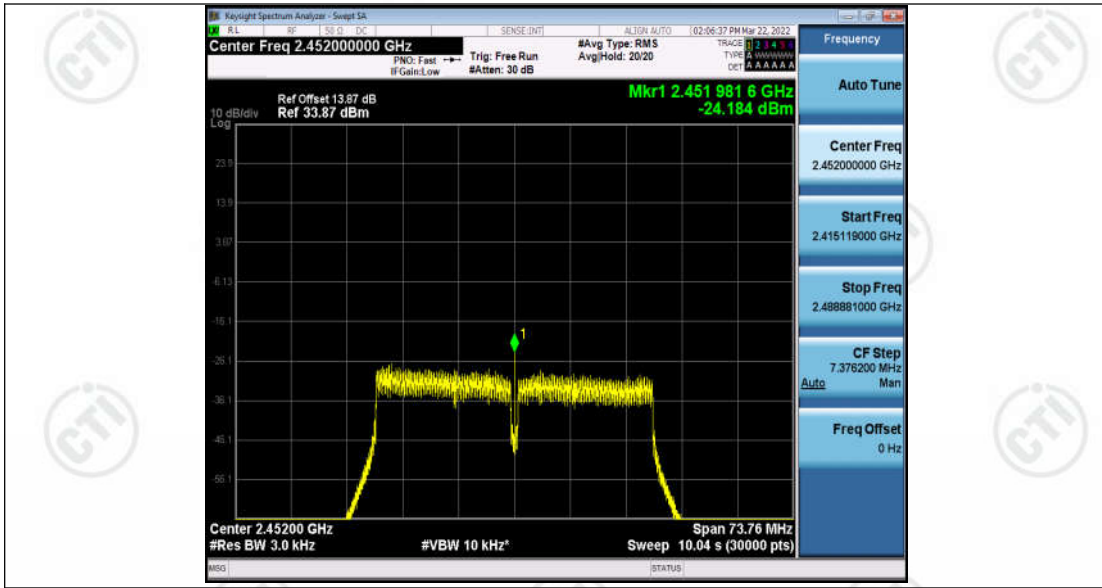 Keysight Spectrum Analyzer - Swept SA
RL RF 50 Ω DC SENSE:INT ALIGN AUTO 02:06:37 PM Mar 22, 2022
Center Freq 2.452000000 GHz
PNO: Fast
IFGain:Low
Trig: Free Run
#Atten: 30 dB
#Avg Type: RMS
Avg|Hold: 20/20
TRACE 1 2 3 4 5 6
TYPE A
DET A A A A A A
Frequency
Auto Tune
Center Freq
2.452000000 GHz
Start Freq
2.415119000 GHz
Stop Freq
2.488881000 GHz
CF Step
7.376200 MHz
Auto Man
Freq Offset
0 Hz
Mkr1 2.451 981 6 GHz
-24.184 dBm
Ref Offset 13.87 dB
10 dB/div Ref 33.87 dBm
Log
23.9
13.9
3.87
-6.13
-16.1
-26.1
-36.1
-46.1
-56.1
1
Center 2.45200 GHz Span 73.76 MHz
#Res BW 3.0 kHz #VBW 10 kHz* Sweep 10.04 s (30000 pts)
MSG STATUS
CTI
CTI
CTI
CTI